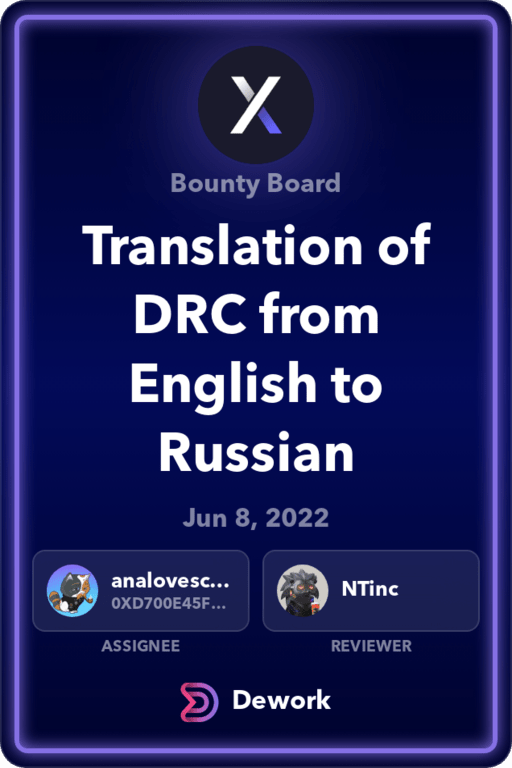 Bounty Board
Translation of
DRC from
English to
Russian
Jun 8, 2022
analovesc...
0XD700E45F...
NTinc
ASSIGNEE
REVIEWER
Dework